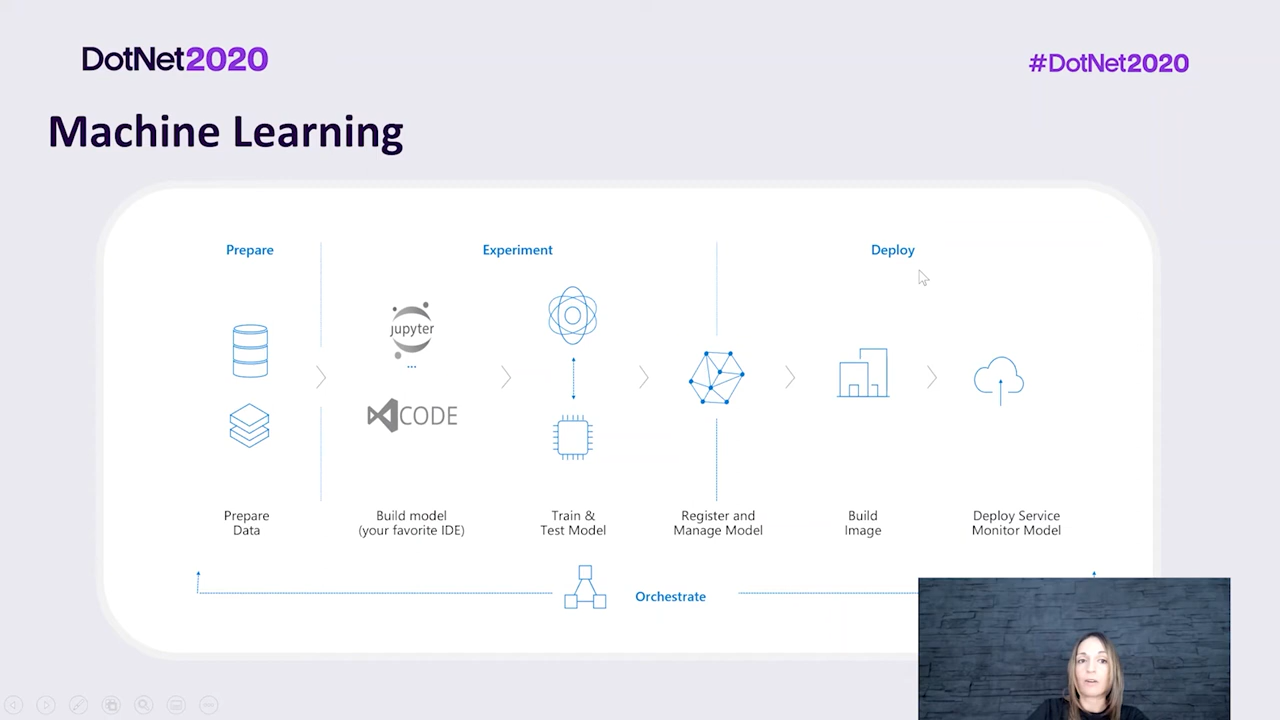 DotNet2020
#DotNet2020
Machine Learning
Prepare
Experiment
Deploy
jupyter
...
CODE
Prepare
Data
Build model
(your favorite IDE)
Train &
Test Model
Register and
Manage Model
Build
Image
Deploy Service
Monitor Model
Orchestrate